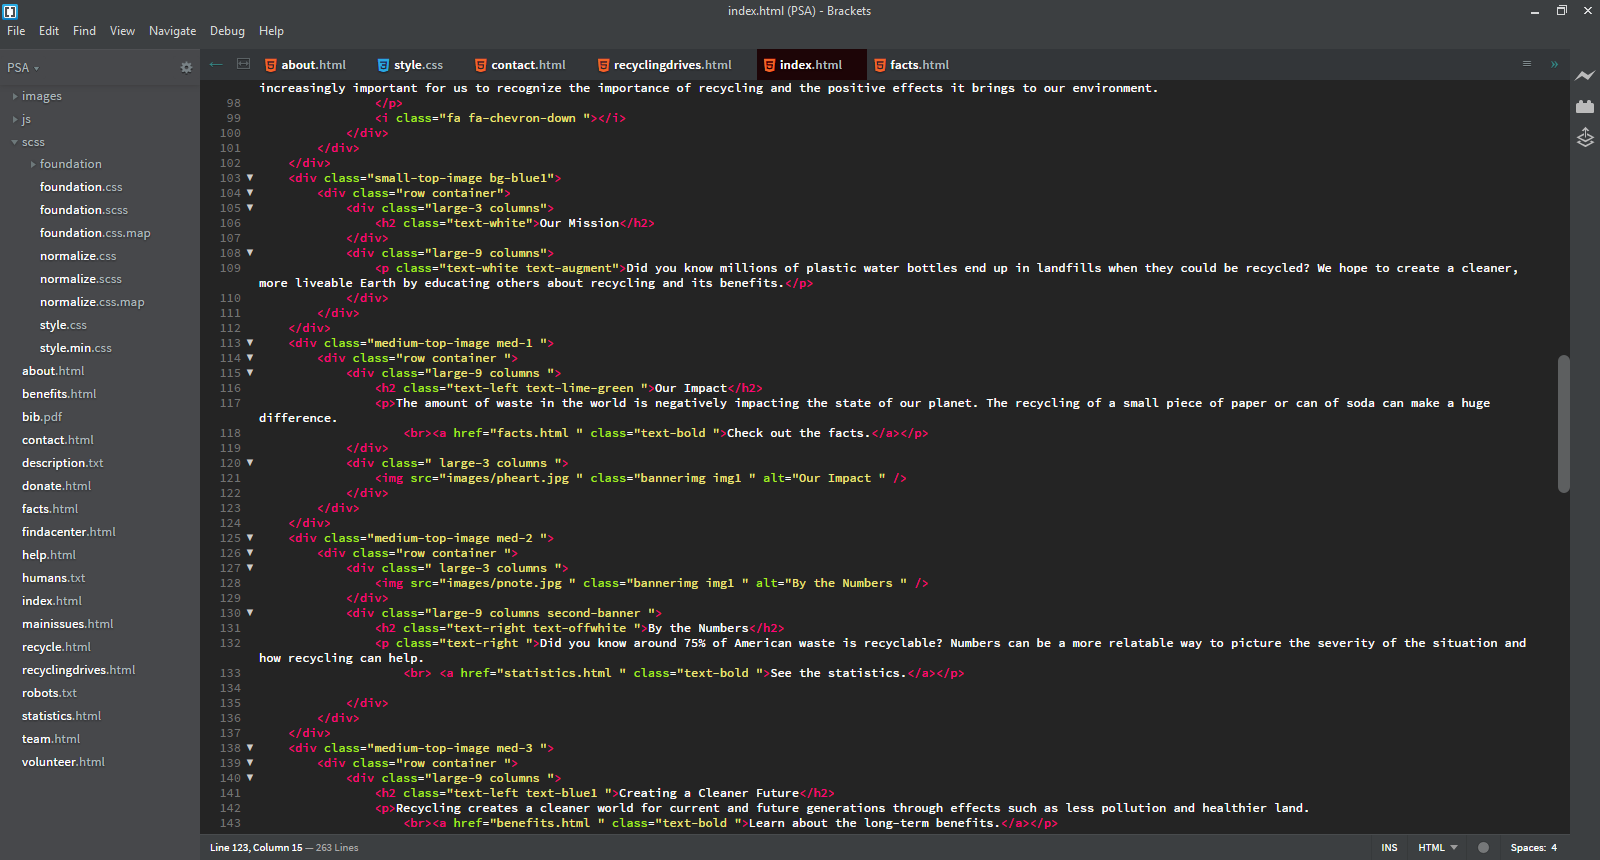 index.html (PSA) - Brackets
File Edit Find View Navigate Debug Help
PSA
images
js
scss
foundation
foundation.css
foundation.scss
foundation.css.map
normalize.css
normalize.scss
normalize.css.map
style.css
style.min.css
about.html
benefits.html
bib.pdf
contact.html
description.txt
donate.html
facts.html
findacenter.html
help.html
humans.txt
index.html
mainissues.html
recycle.html
recyclingdrives.html
robots.txt
statistics.html
team.html
volunteer.html
about.html style.css contact.html recyclingdrives.html index.html facts.html
increasingly important for us to recognize the importance of recycling and the positive effects it brings to our environment.
98 </p>
99 <i class="fa fa-chevron-down "></i>
100 </div>
101 </div>
102 </div>
103 <div class="small-top-image bg-blue1">
104 <div class="row container">
105 <div class="large-3 columns">
106 <h2 class="text-white">Our Mission</h2>
107 </div>
108 <div class="large-9 columns">
109 <p class="text-white text-augment">Did you know millions of plastic water bottles end up in landfills when they could be recycled? We hope to create a cleaner,
more liveable Earth by educating others about recycling and its benefits.</p>
110 </div>
111 </div>
112 </div>
113 <div class="medium-top-image med-1 ">
114 <div class="row container ">
115 <div class="large-9 columns ">
116 <h2 class="text-left text-lime-green ">Our Impact</h2>
117 <p>The amount of waste in the world is negatively impacting the state of our planet. The recycling of a small piece of paper or can of soda can make a huge
difference.
118 <br><a href="facts.html " class="text-bold ">Check out the facts.</a></p>
119 </div>
120 <div class=" large-3 columns ">
121 <img src="images/pheart.jpg " class="bannerimg img1 " alt="Our Impact " />
122 </div>
123 </div>
124 </div>
125 <div class="medium-top-image med-2 ">
126 <div class="row container ">
127 <div class=" large-3 columns ">
128 <img src="images/pnote.jpg " class="bannerimg img1 " alt="By the Numbers " />
129 </div>
130 <div class="large-9 columns second-banner ">
131 <h2 class="text-right text-offwhite ">By the Numbers</h2>
132 <p class="text-right ">Did you know around 75% of American waste is recyclable? Numbers can be a more relatable way to picture the severity of the situation and
how recycling can help.
133 <br> <a href="statistics.html " class="text-bold ">See the statistics.</a></p>
134
135 </div>
136 </div>
137 </div>
138 <div class="medium-top-image med-3 ">
139 <div class="row container ">
140 <div class="large-9 columns ">
141 <h2 class="text-left text-blue1 ">Creating a Cleaner Future</h2>
142 <p>Recycling creates a cleaner world for current and future generations through effects such as less pollution and healthier land.
143 <br><a href="benefits.html " class="text-bold ">Learn about the long-term benefits.</a></p>
Line 123, Column 15 — 263 Lines INS HTML Spaces: 4